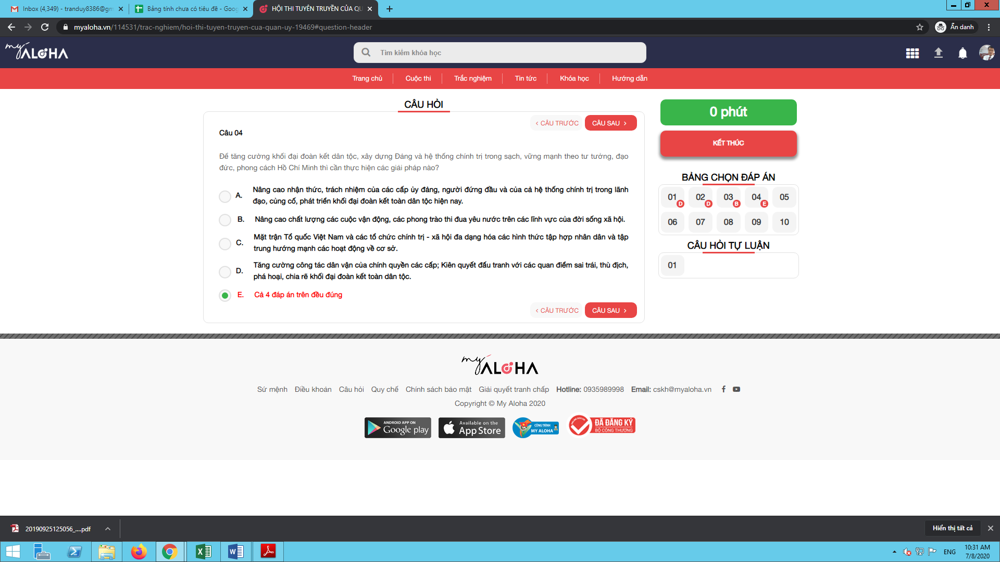 Inbox (4,349) - tranduy8386@gm
Bảng tính chưa có tiêu đề - Goog
HỘI THI TUYÊN TRUYỀN CỦA QU
myaloha.vn/114531/trac-nghiem/hoi-thi-tuyen-truyen-cua-quan-uy-19469#question-header
Ẩn danh
my ALOHA
Tìm kiếm khóa học
Trang chủ
Cuộc thi
Trắc nghiệm
Tin tức
Khóa học
Hướng dẫn
CÂU HỎI
‹ CÂU TRƯỚC
CÂU SAU ›
Câu 04
Để tăng cường khối đại đoàn kết dân tộc, xây dựng Đảng và hệ thống chính trị trong sạch, vững mạnh theo tư tưởng, đạo
đức, phong cách Hồ Chí Minh thì cần thực hiện các giải pháp nào?
A. Nâng cao nhận thức, trách nhiệm của các cấp ủy đảng, người đứng đầu và của cả hệ thống chính trị trong lãnh
đạo, củng cố, phát triển khối đại đoàn kết toàn dân tộc hiện nay.
B. Nâng cao chất lượng các cuộc vận động, các phong trào thi đua yêu nước trên các lĩnh vực của đời sống xã hội.
C. Mặt trận Tổ quốc Việt Nam và các tổ chức chính trị - xã hội đa dạng hóa các hình thức tập hợp nhân dân và tập
trung hướng mạnh các hoạt động về cơ sở.
D. Tăng cường công tác dân vận của chính quyền các cấp; Kiên quyết đấu tranh với các quan điểm sai trái, thù địch,
phá hoại, chia rẽ khối đại đoàn kết toàn dân tộc.
E. Cả 4 đáp án trên đều đúng
‹ CÂU TRƯỚC
CÂU SAU ›
0 phút
KẾT THÚC
BẢNG CHỌN ĐÁP ÁN
01 D 02 D 03 B 04 E 05
06 07 08 09 10
CÂU HỎI TỰ LUẬN
01
my ALOHA
Sứ mệnh Điều khoản Câu hỏi Quy chế Chính sách bảo mật Giải quyết tranh chấp Hotline: 0935989998 Email: cskh@myaloha.vn
Copyright © My Aloha 2020
ANDROID APP ON
Google play
Available on the
App Store
CÔNG TRÌNH
MY ALOHA
ĐÃ ĐĂNG KÝ
BỘ CÔNG THƯƠNG
20190925125056_....pdf
Hiển thị tất cả
ENG
10:31 AM
7/8/2020